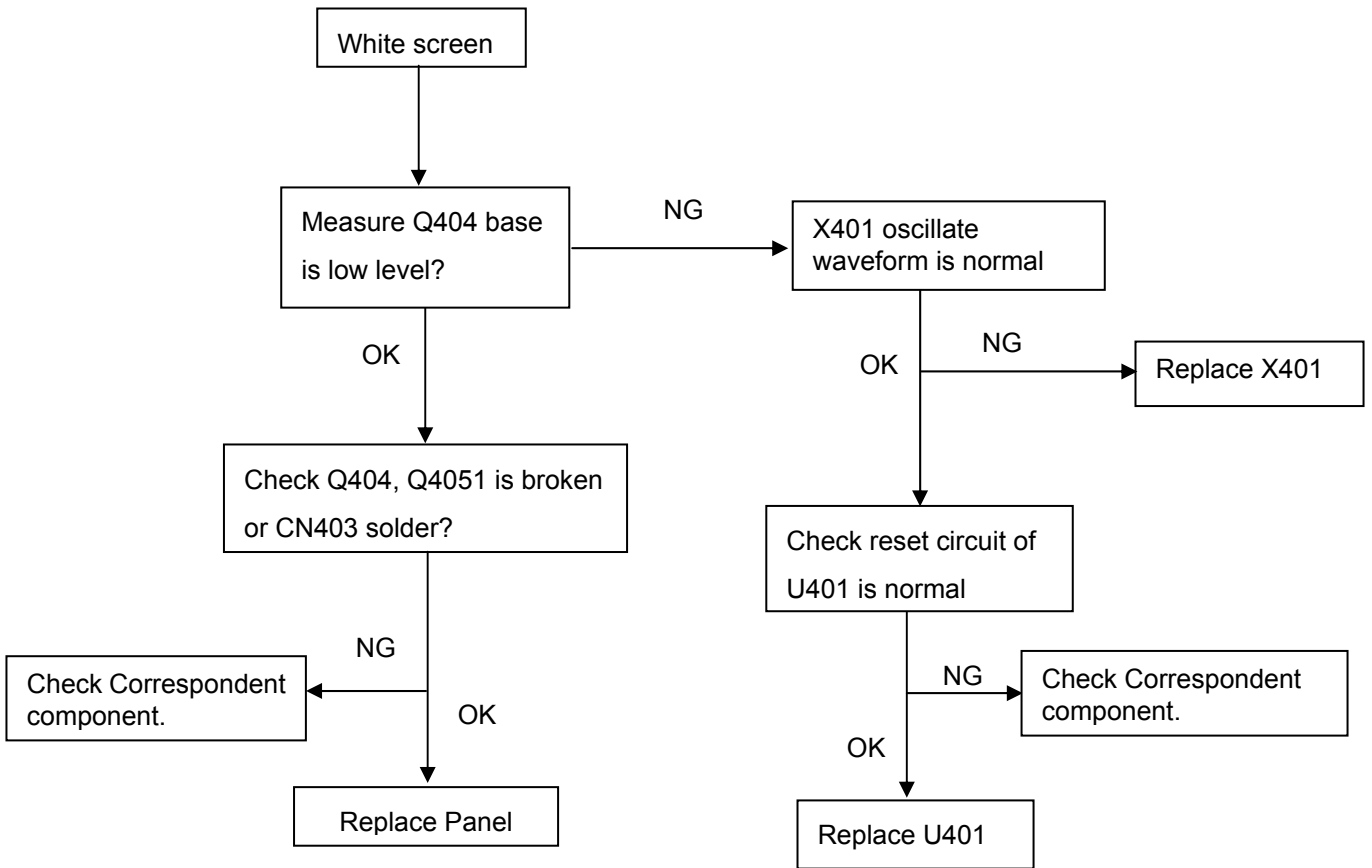 White screen
Measure Q404 base
is low level?
NG
X401 oscillate
waveform is normal
OK
OK
NG
Replace X401
Check Q404, Q4051 is broken
or CN403 solder?
Check reset circuit of
U401 is normal
NG
Check Correspondent
component.
OK
NG
Check Correspondent
component.
OK
Replace Panel
Replace U401